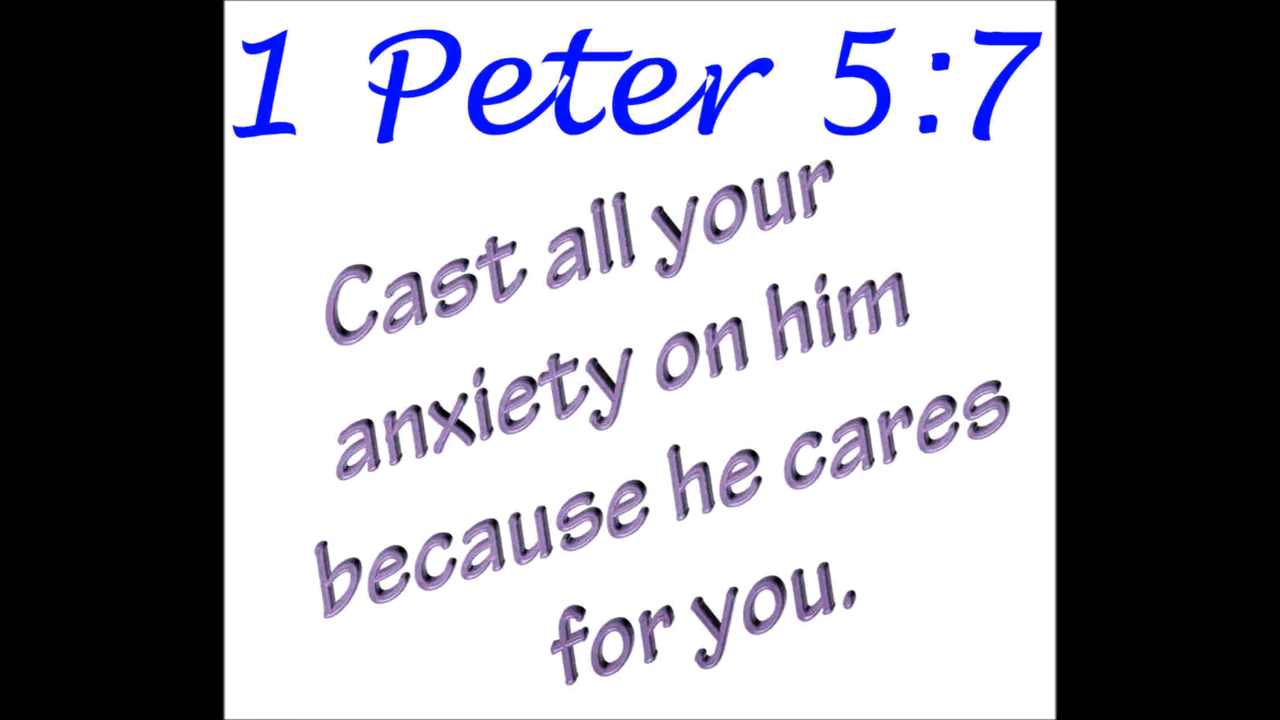 1 Peter 5:7
Cast all your
anxiety on him
because he cares
for you.